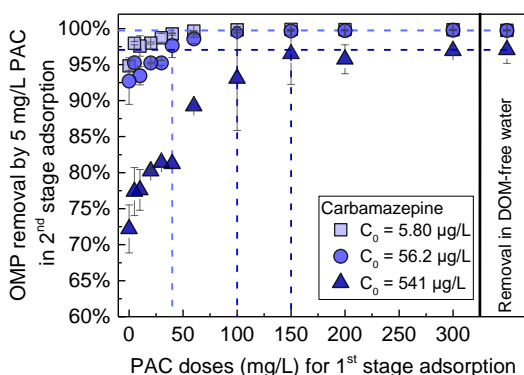 OMP removal by 5 mg/L PAC
in 2nd stage adsorption
100%
95%
90%
85%
80%
75%
70%
65%
60%
Carbamazepine
C0 = 5.80 µg/L
C0 = 56.2 µg/L
C0 = 541 µg/L
Removal in DOM-free water
0 50 100 150 200 250 300
PAC doses (mg/L) for 1st stage adsorption